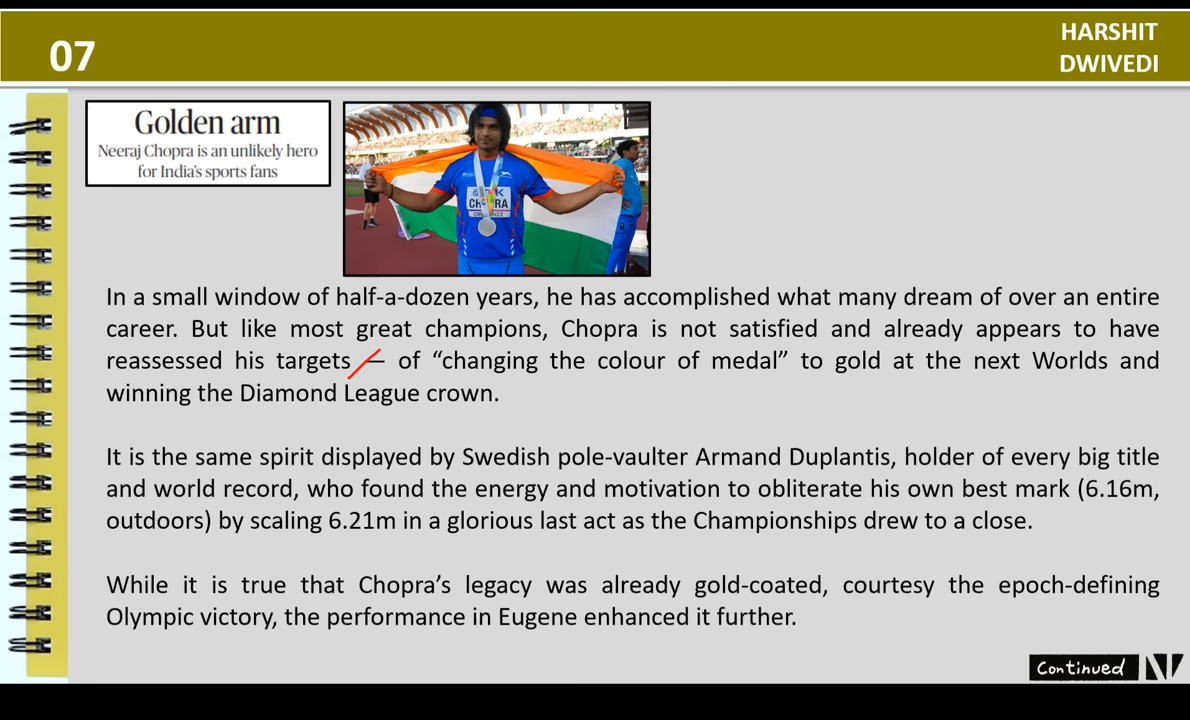 07
HARSHIT
DWIVEDI
Golden arm
Neeraj Chopra is an unlikely hero
for India's sports fans
CHOPRA
In a small window of half-a-dozen years, he has accomplished what many dream of over an entire
career. But like most great champions, Chopra is not satisfied and already appears to have
reassessed his targets — of “changing the colour of medal” to gold at the next Worlds and
winning the Diamond League crown.
It is the same spirit displayed by Swedish pole-vaulter Armand Duplantis, holder of every big title
and world record, who found the energy and motivation to obliterate his own best mark (6.16m,
outdoors) by scaling 6.21m in a glorious last act as the Championships drew to a close.
While it is true that Chopra’s legacy was already gold-coated, courtesy the epoch-defining
Olympic victory, the performance in Eugene enhanced it further.
Continued